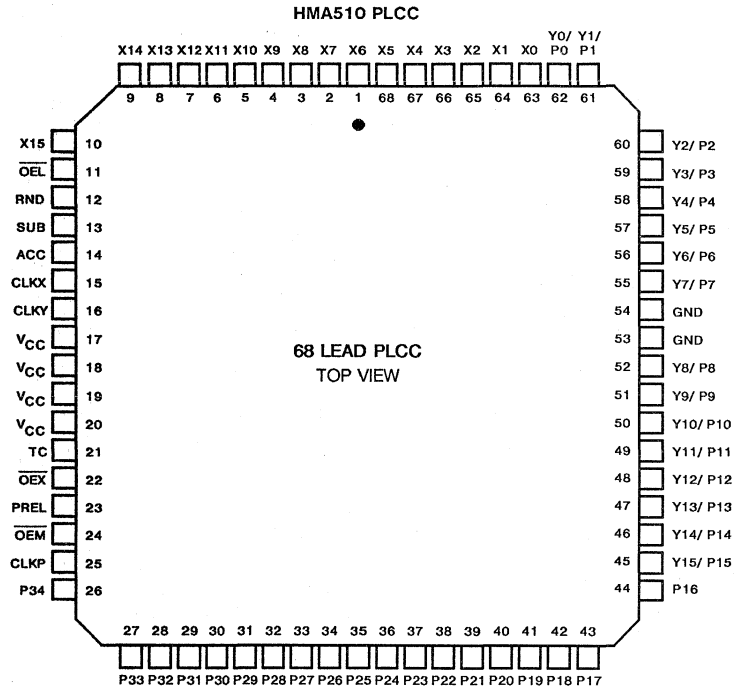 HMA510 PLCC
Y0/ Y1/
X14 X13 X12 X11 X10 X9 X8 X7 X6 X5 X4 X3 X2 X1 X0 P0 P1
9 8 7 6 5 4 3 2 1 68 67 66 65 64 63 62 61
X15 10 60 Y2/ P2
OEL 11 59 Y3/ P3
RND 12 58 Y4/ P4
SUB 13 57 Y5/ P5
ACC 14 56 Y6/ P6
CLKX 15 55 Y7/ P7
CLKY 16 54 GND
VCC 17 53 GND
68 LEAD PLCC
TOP VIEW
VCC 18 52 Y8/ P8
VCC 19 51 Y9/ P9
VCC 20 50 Y10/ P10
TC 21 49 Y11/ P11
OEX 22 48 Y12/ P12
PREL 23 47 Y13/ P13
OEM 24 46 Y14/ P14
CLKP 25 45 Y15/ P15
P34 26 44 P16
27 28 29 30 31 32 33 34 35 36 37 38 39 40 41 42 43
P33 P32 P31 P30 P29 P28 P27 P26 P25 P24 P23 P22 P21 P20 P19 P18 P17